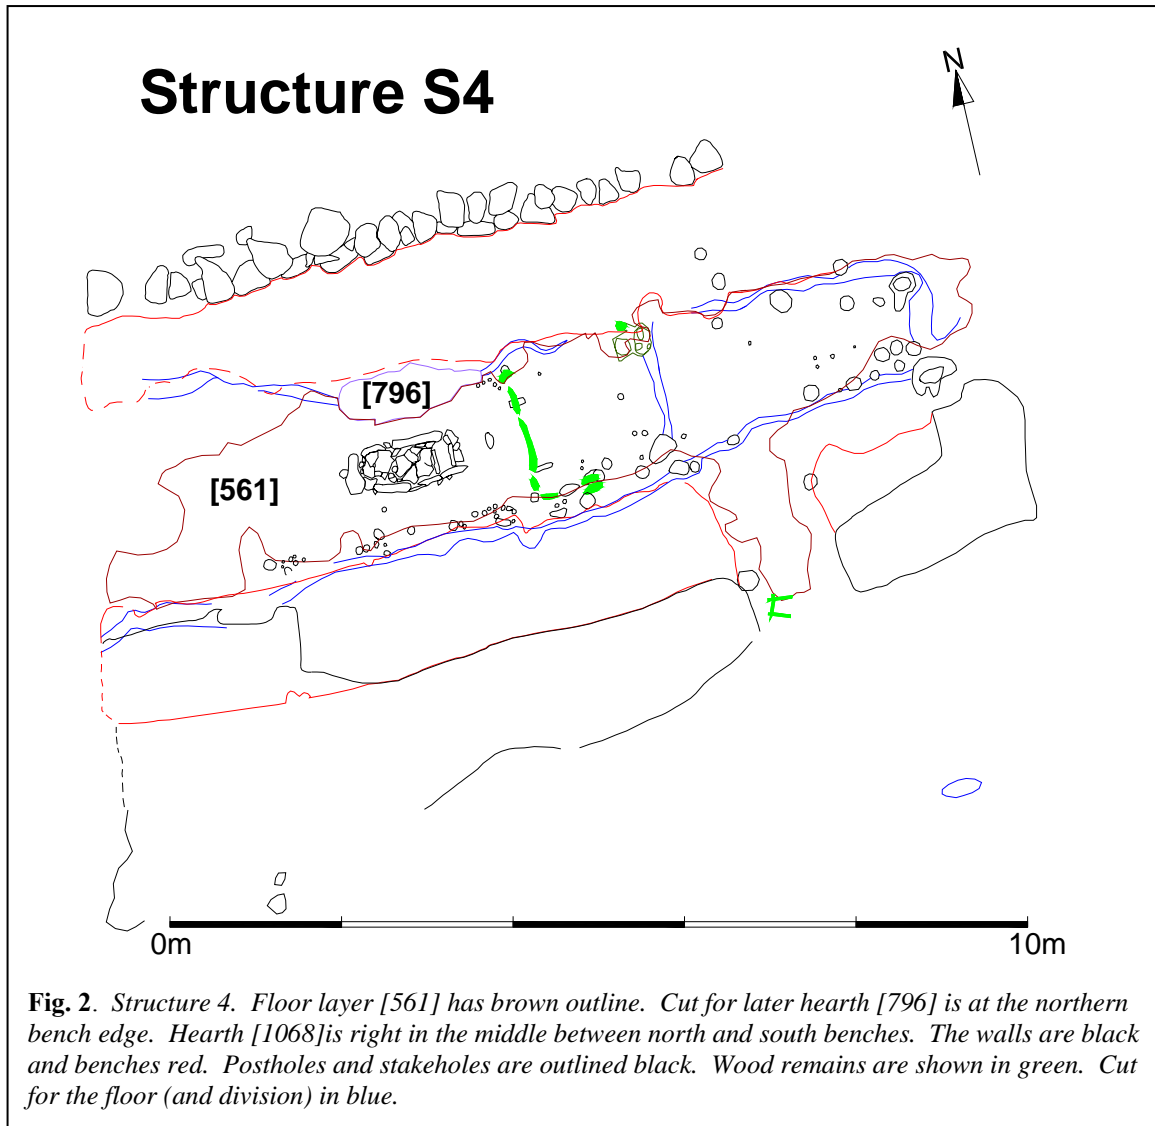 Structure S4
N
[796]
[561]
0m 10m
Fig. 2. Structure 4. Floor layer [561] has brown outline. Cut for later hearth [796] is at the northern
bench edge. Hearth [1068]is right in the middle between north and south benches. The walls are black
and benches red. Postholes and stakeholes are outlined black. Wood remains are shown in green. Cut
for the floor (and division) in blue.